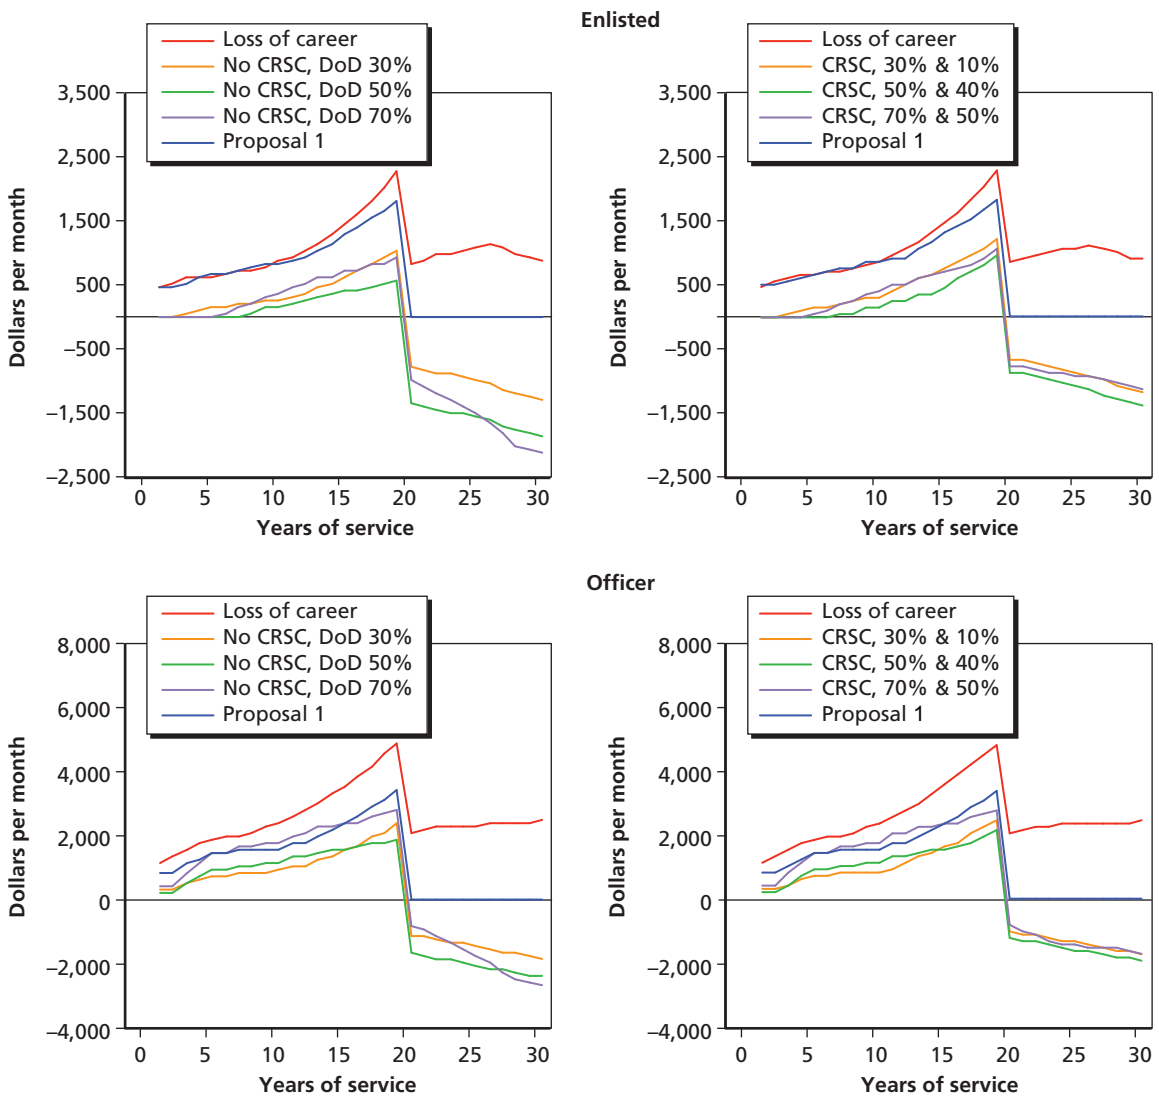 Enlisted
Loss of career
No CRSC, DoD 30%
No CRSC, DoD 50%
No CRSC, DoD 70%
Proposal 1
3,500
2,500
1,500
500
–500
–1,500
–2,500
Dollars per month
0 5 10 15 20 25 30
Years of service
Loss of career
CRSC, 30% & 10%
CRSC, 50% & 40%
CRSC, 70% & 50%
Proposal 1
3,500
2,500
1,500
500
–500
–1,500
–2,500
Dollars per month
0 5 10 15 20 25 30
Years of service
Officer
Loss of career
No CRSC, DoD 30%
No CRSC, DoD 50%
No CRSC, DoD 70%
Proposal 1
8,000
6,000
4,000
2,000
0
–2,000
–4,000
Dollars per month
0 5 10 15 20 25 30
Years of service
Loss of career
CRSC, 30% & 10%
CRSC, 50% & 40%
CRSC, 70% & 50%
Proposal 1
8,000
6,000
4,000
2,000
0
–2,000
–4,000
Dollars per month
0 5 10 15 20 25 30
Years of service